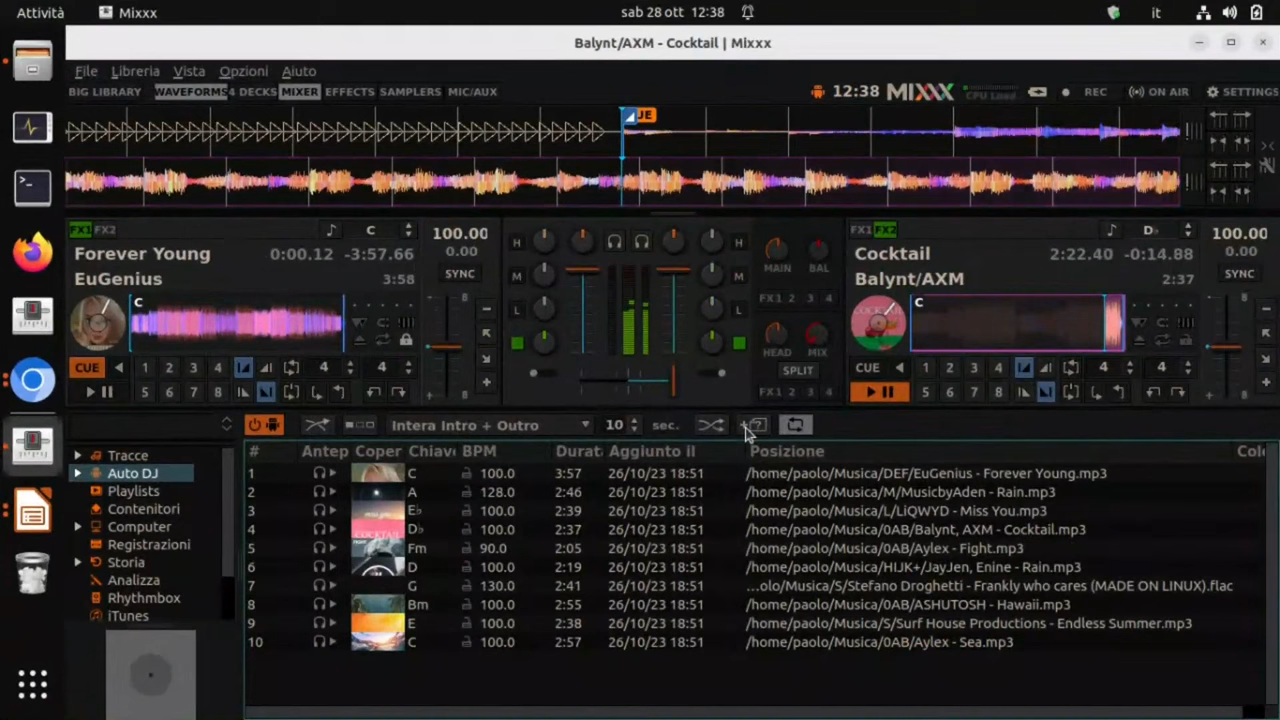 Attività Mixxx sab 28 ott 12:38 it
Balynt/AXM - Cocktail | Mixxx
File Libreria Vista Opzioni Aiuto
BIG LIBRARY WAVEFORMS 4 DECKS MIXER EFFECTS SAMPLERS MIC/AUX 12:38 MIXXX CPU Load REC ((•)) ON AIR SETTINGS
FX1 FX2 C 100.00 0.00 SYNC
Forever Young 0:00.12 -3:57.66
EuGenius 3:58
C
CUE 1 2 3 4 4 4
5 6 7 8
8
H H
M M
L L
MAIN BAL
FX1 2 3 4
HEAD MIX
SPLIT
FX1 2 3 4
FX1 FX2 D♭ 100.00 0.00 SYNC
Cocktail 2:22.40 -0:14.88
Balynt/AXM 2:37
C
CUE 1 2 3 4 4 4
5 6 7 8
8
Intera Intro + Outro 10 sec.
Tracce
Auto DJ
Playlists
Contenitori
Computer
Registrazioni
Storia
Analizza
Rhythmbox
iTunes
# Antep Coper Chiave BPM Durat Aggiunto il Posizione Colo
1 C 100.0 3:57 26/10/23 18:51 /home/paolo/Musica/DEF/EuGenius - Forever Young.mp3
2 A 128.0 2:46 26/10/23 18:51 /home/paolo/Musica/M/MusicbyAden - Rain.mp3
3 E♭ 100.0 2:39 26/10/23 18:51 /home/paolo/Musica/L/LiQWYD - Miss You.mp3
4 D♭ 100.0 2:37 26/10/23 18:51 /home/paolo/Musica/0AB/Balynt, AXM - Cocktail.mp3
5 Fm 90.0 2:05 26/10/23 18:51 /home/paolo/Musica/0AB/Aylex - Fight.mp3
6 D 100.0 2:19 26/10/23 18:51 /home/paolo/Musica/HIJK+/JayJen, Enine - Rain.mp3
7 G 130.0 2:41 26/10/23 18:51 ...olo/Musica/S/Stefano Droghetti - Frankly who cares (MADE ON LINUX).flac
8 Bm 100.0 2:55 26/10/23 18:51 /home/paolo/Musica/0AB/ASHUTOSH - Hawaii.mp3
9 E 100.0 2:38 26/10/23 18:51 /home/paolo/Musica/S/Surf House Productions - Endless Summer.mp3
10 C 100.0 2:57 26/10/23 18:51 /home/paolo/Musica/0AB/Aylex - Sea.mp3